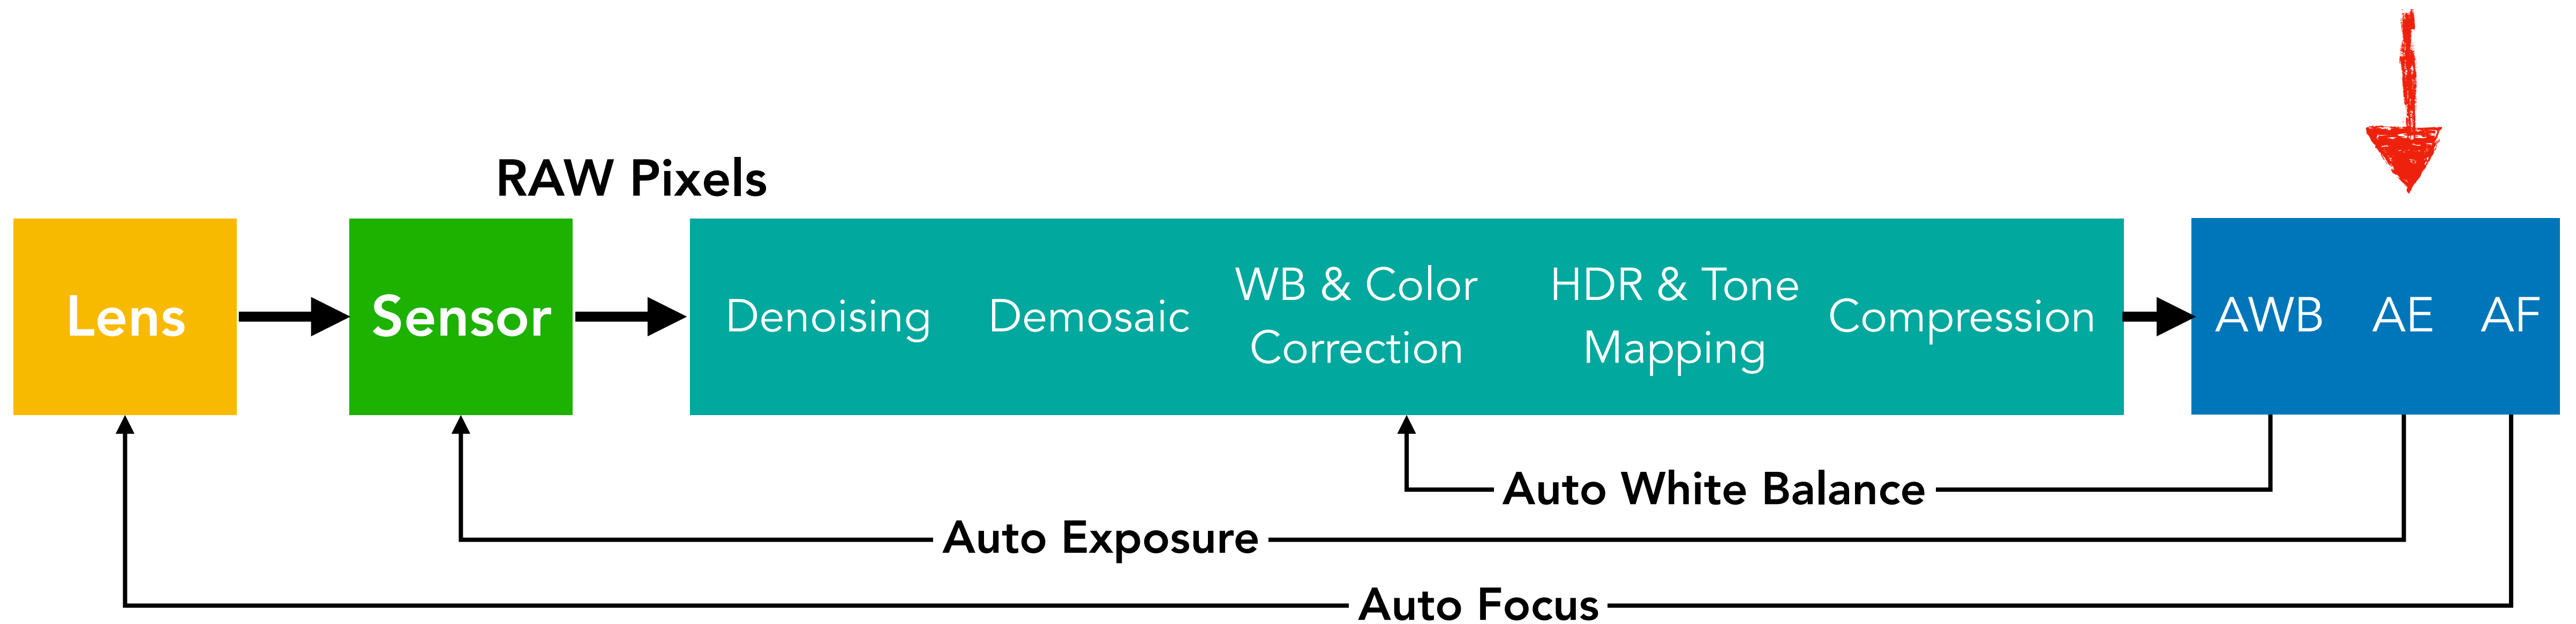 RAW Pixels
Lens
Sensor
Denoising
Demosaic
WB & Color
Correction
HDR & Tone
Mapping
Compression
AWB
AE
AF
Auto White Balance
Auto Exposure
Auto Focus